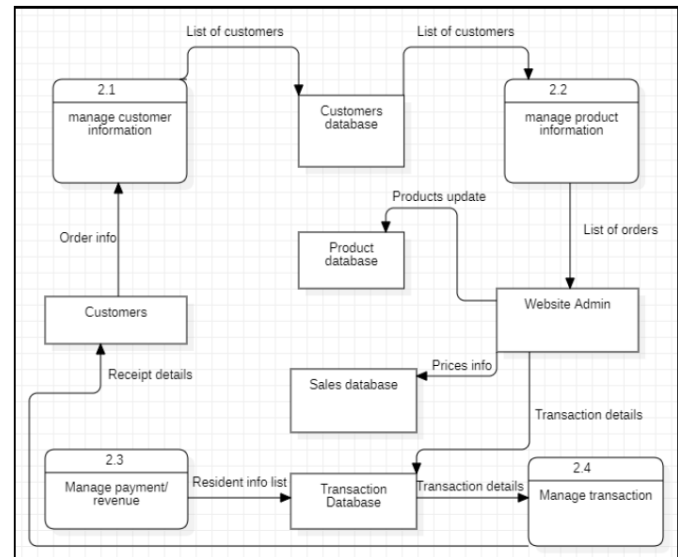 List of customers
List of customers
2.1
manage customer
information
Customers
database
2.2
manage product
information
Products update
Order info
Product
database
List of orders
Customers
Website Admin
Receipt details
Prices info
Sales database
Transaction details
2.3
Manage payment/
revenue
Resident info list
Transaction
Database
Transaction details
2.4
Manage transaction